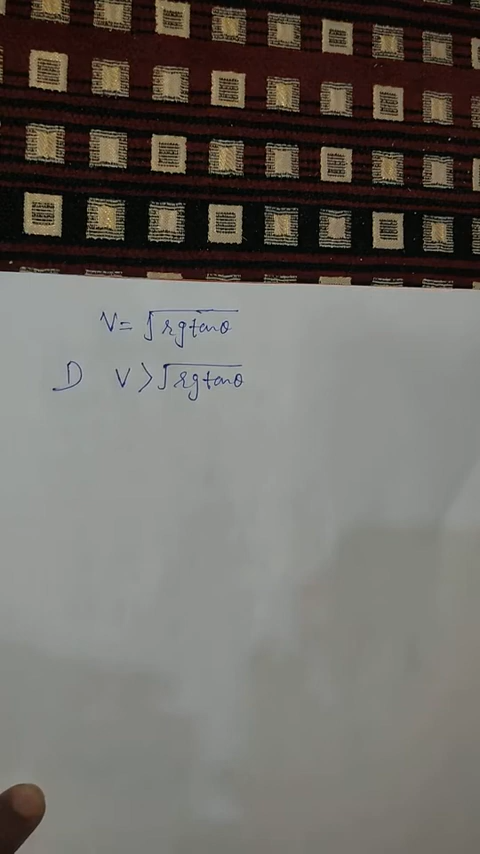 V = √rg tanθ
D V > √rg tanθ